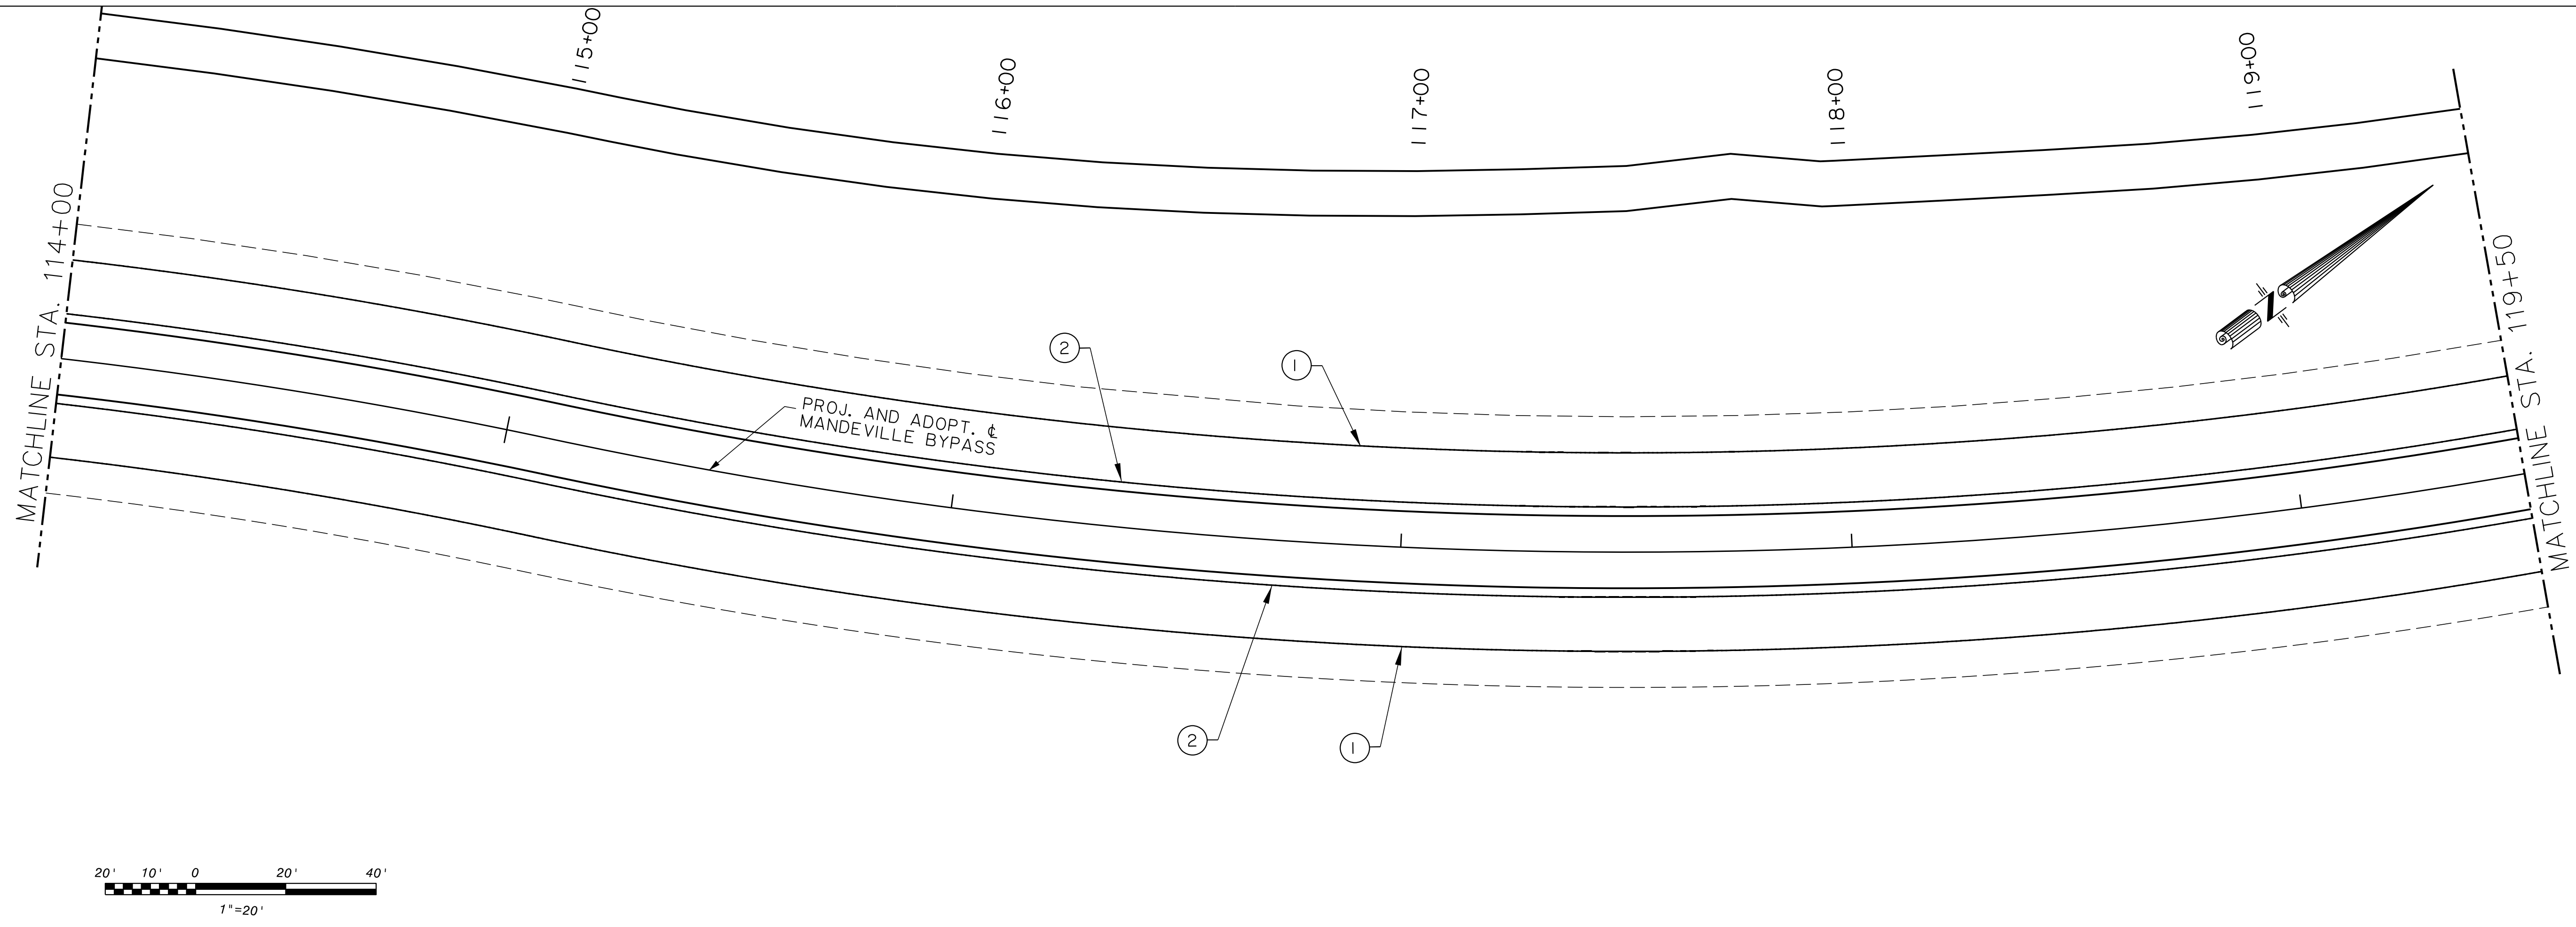 115+00
116+00
117+00
118+00
119+00
MATCHLINE STA. 114+00
MATCHLINE STA. 119+50
2
1
PROJ. AND ADOPT. ℄
MANDEVILLE BYPASS
2
1
20' 10' 0 20' 40'
1"=20'